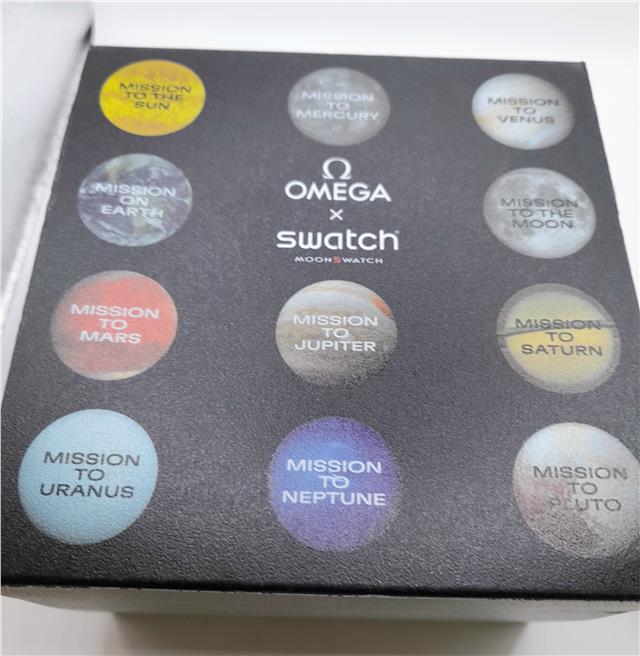 MISSION
TO THE
SUN
MISSION
TO
MERCURY
MISSION
TO
VENUS
MISSION
ON
EARTH
Ω
OMEGA
×
swatch®
MOONSWATCH
MISSION
TO THE
MOON
MISSION
TO
MARS
MISSION
TO
JUPITER
MISSION
TO
SATURN
MISSION
TO
URANUS
MISSION
TO
NEPTUNE
MISSION
TO
PLUTO